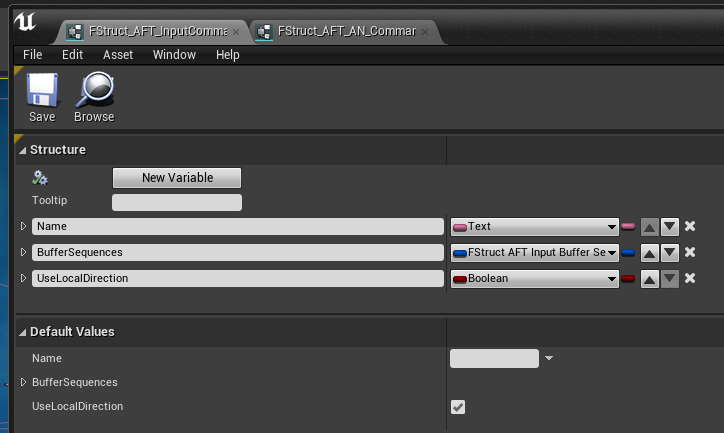 FStruct_AFT_InputComma
FStruct_AFT_AN_Commar
File Edit Asset Window Help
Save Browse
Structure
New Variable
Tooltip
Name Text
BufferSequences FStruct AFT Input Buffer Se
UseLocalDirection Boolean
Default Values
Name
BufferSequences
UseLocalDirection